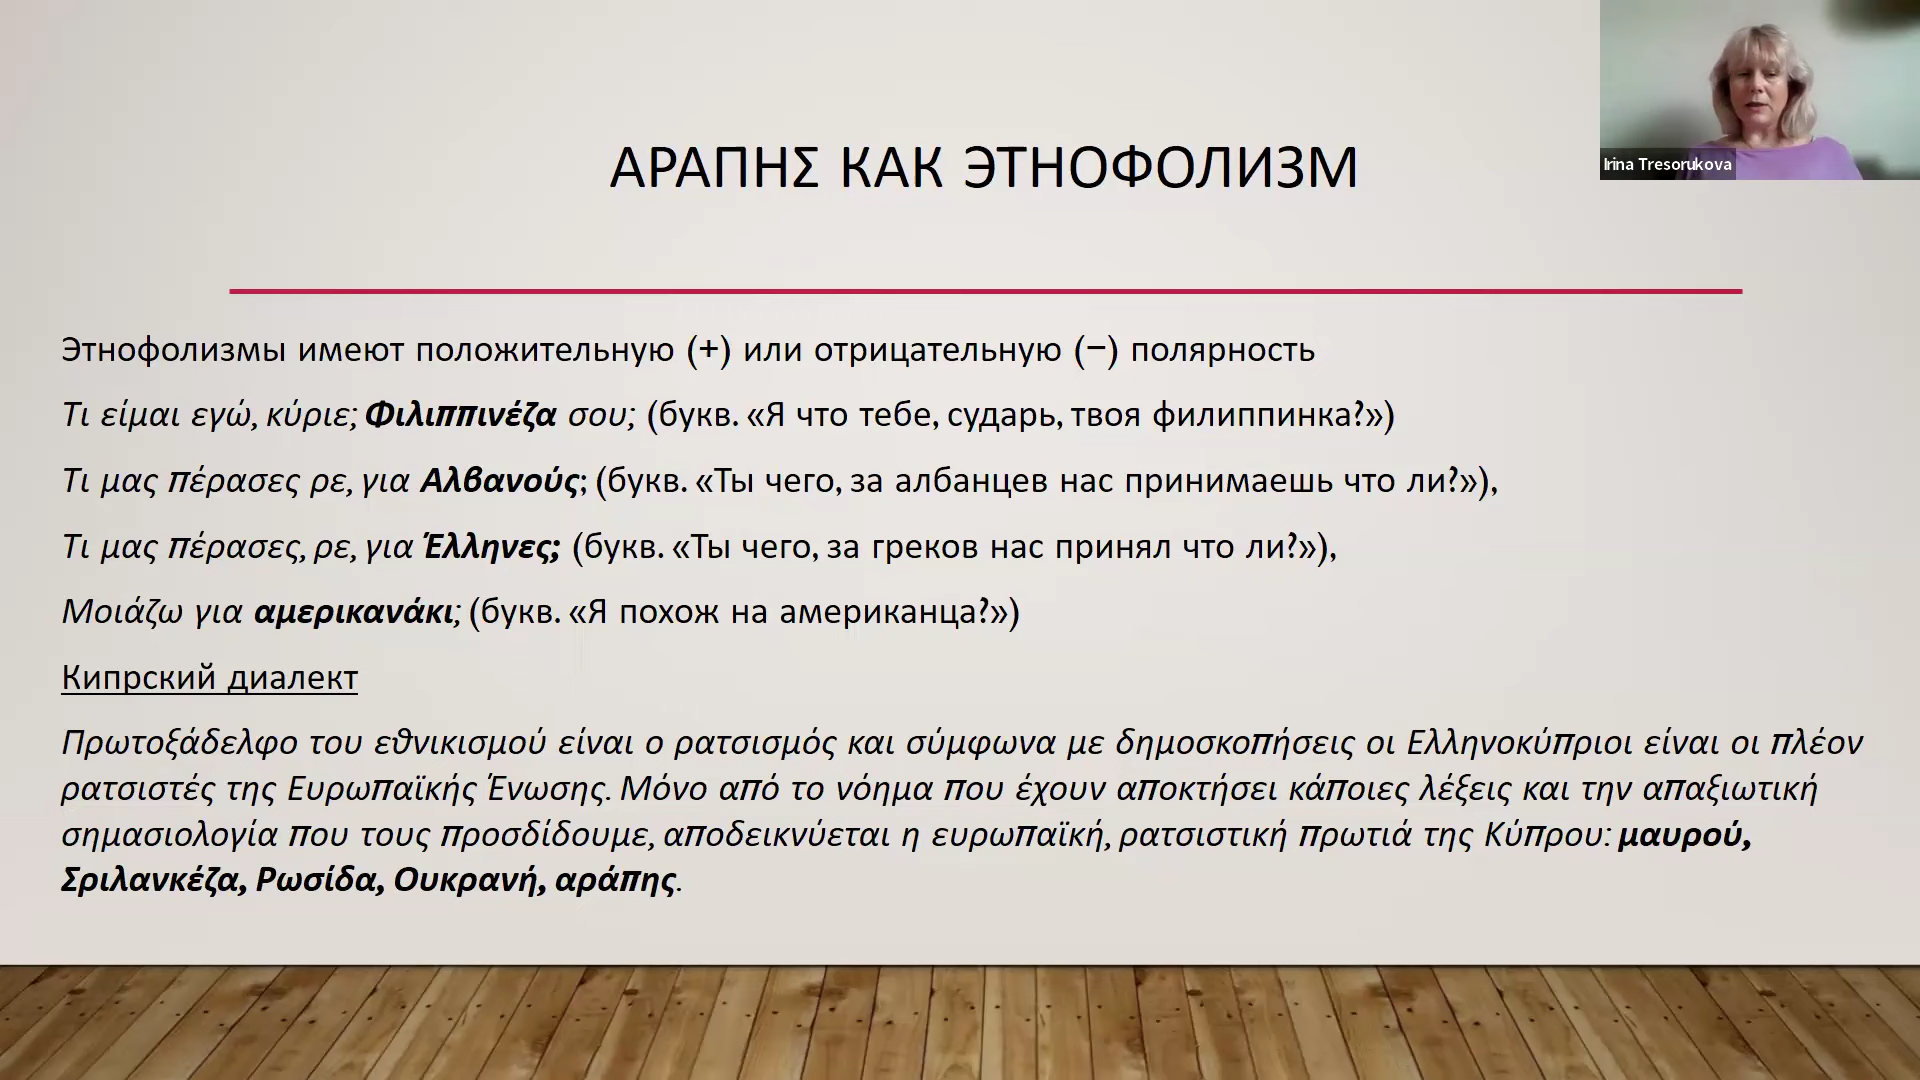 Irina Tresorukova
ΑΡΑΠΗΣ КАК ЭТНОФОЛИЗМ
Этнофолизмы имеют положительную (+) или отрицательную (−) полярность
Τι είμαι εγώ, κύριε; Φιλιππινέζα σου; (букв. «Я что тебе, сударь, твоя филиппинка?»)
Τι μας πέρασες ρε, για Αλβανούς; (букв. «Ты чего, за албанцев нас принимаешь что ли?»),
Τι μας πέρασες, ρε, για Έλληνες; (букв. «Ты чего, за греков нас принял что ли?»),
Μοιάζω για αμερικανάκι; (букв. «Я похож на американца?»)
Кипрский диалект
Πρωτοξάδελφο του εθνικισμού είναι ο ρατσισμός και σύμφωνα με δημοσκοπήσεις οι Ελληνοκύπριοι είναι οι πλέον
ρατσιστές της Ευρωπαϊκής Ένωσης. Μόνο από το νόημα που έχουν αποκτήσει κάποιες λέξεις και την απαξιωτική
σημασιολογία που τους προσδίδουμε, αποδεικνύεται η ευρωπαϊκή, ρατσιστική πρωτιά της Κύπρου: μαυρού,
Σριλανκέζα, Ρωσίδα, Ουκρανή, αράπης.